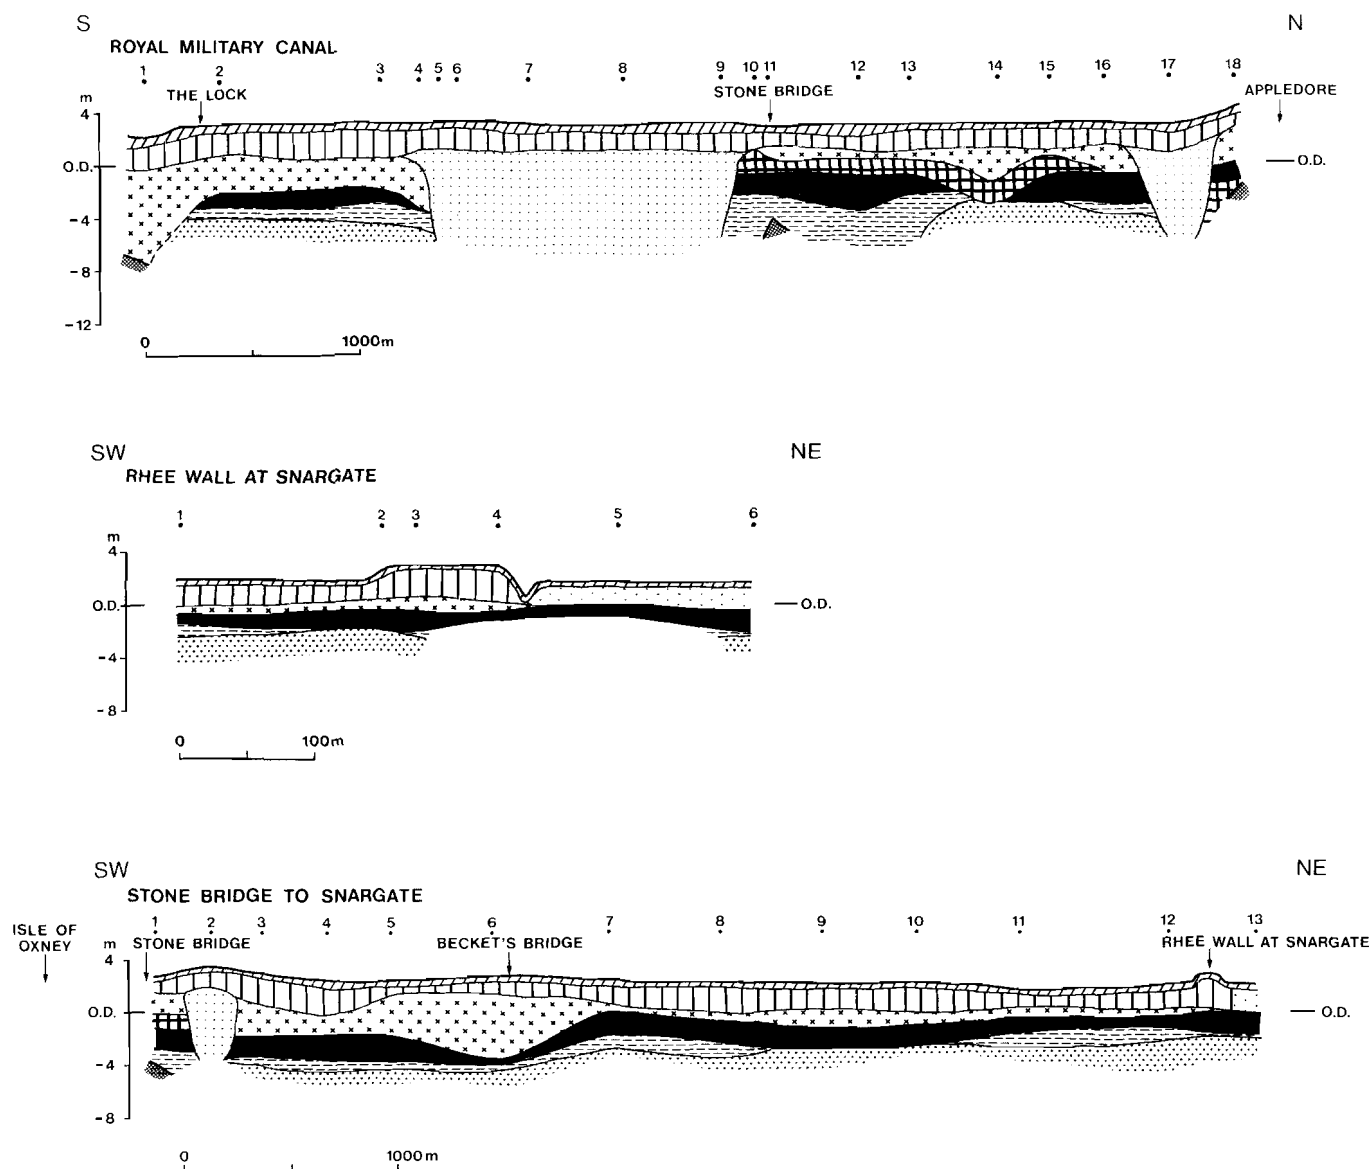 S N
ROYAL MILITARY CANAL
1 2 3 4 5 6 7 8 9 10 11 12 13 14 15 16 17 18
THE LOCK STONE BRIDGE APPLEDORE
m
4
O.D. O.D.
-4
-8
-12
0 1000m
SW NE
RHEE WALL AT SNARGATE
1 2 3 4 5 6
m
4
O.D. O.D.
-4
-8
0 100m
SW NE
STONE BRIDGE TO SNARGATE
1 2 3 4 5 6 7 8 9 10 11 12 13
ISLE OF
OXNEY
m STONE BRIDGE BECKET'S BRIDGE RHEE WALL AT SNARGATE
4
O.D. O.D.
-4
-8
0 1000m